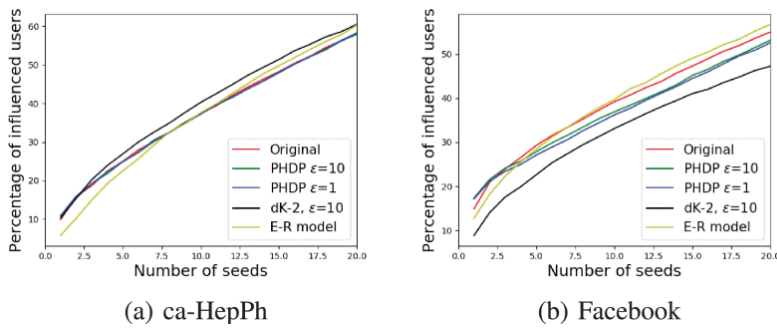 Percentage of influenced users
60
50
40
30
20
10
0.0 2.5 5.0 7.5 10.0 12.5 15.0 17.5 20.0
Number of seeds
Original
PHDP ε=10
PHDP ε=1
dK-2, ε=10
E-R model
(a) ca-HepPh
Percentage of influenced users
50
40
30
20
10
0.0 2.5 5.0 7.5 10.0 12.5 15.0 17.5 20.0
Number of seeds
Original
PHDP ε=10
PHDP ε=1
dK-2, ε=10
E-R model
(b) Facebook